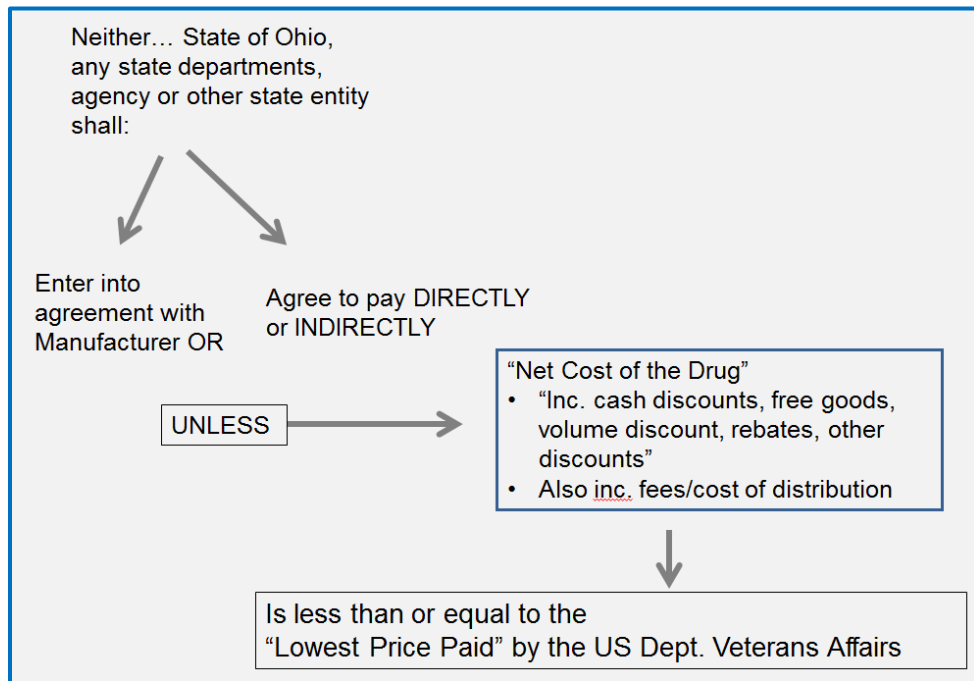 Neither… State of Ohio,
any state departments,
agency or other state entity
shall:
Enter into
agreement with
Manufacturer OR
Agree to pay DIRECTLY
or INDIRECTLY
UNLESS
“Net Cost of the Drug”
• “Inc. cash discounts, free goods,
volume discount, rebates, other
discounts”
• Also inc. fees/cost of distribution
Is less than or equal to the
“Lowest Price Paid” by the US Dept. Veterans Affairs